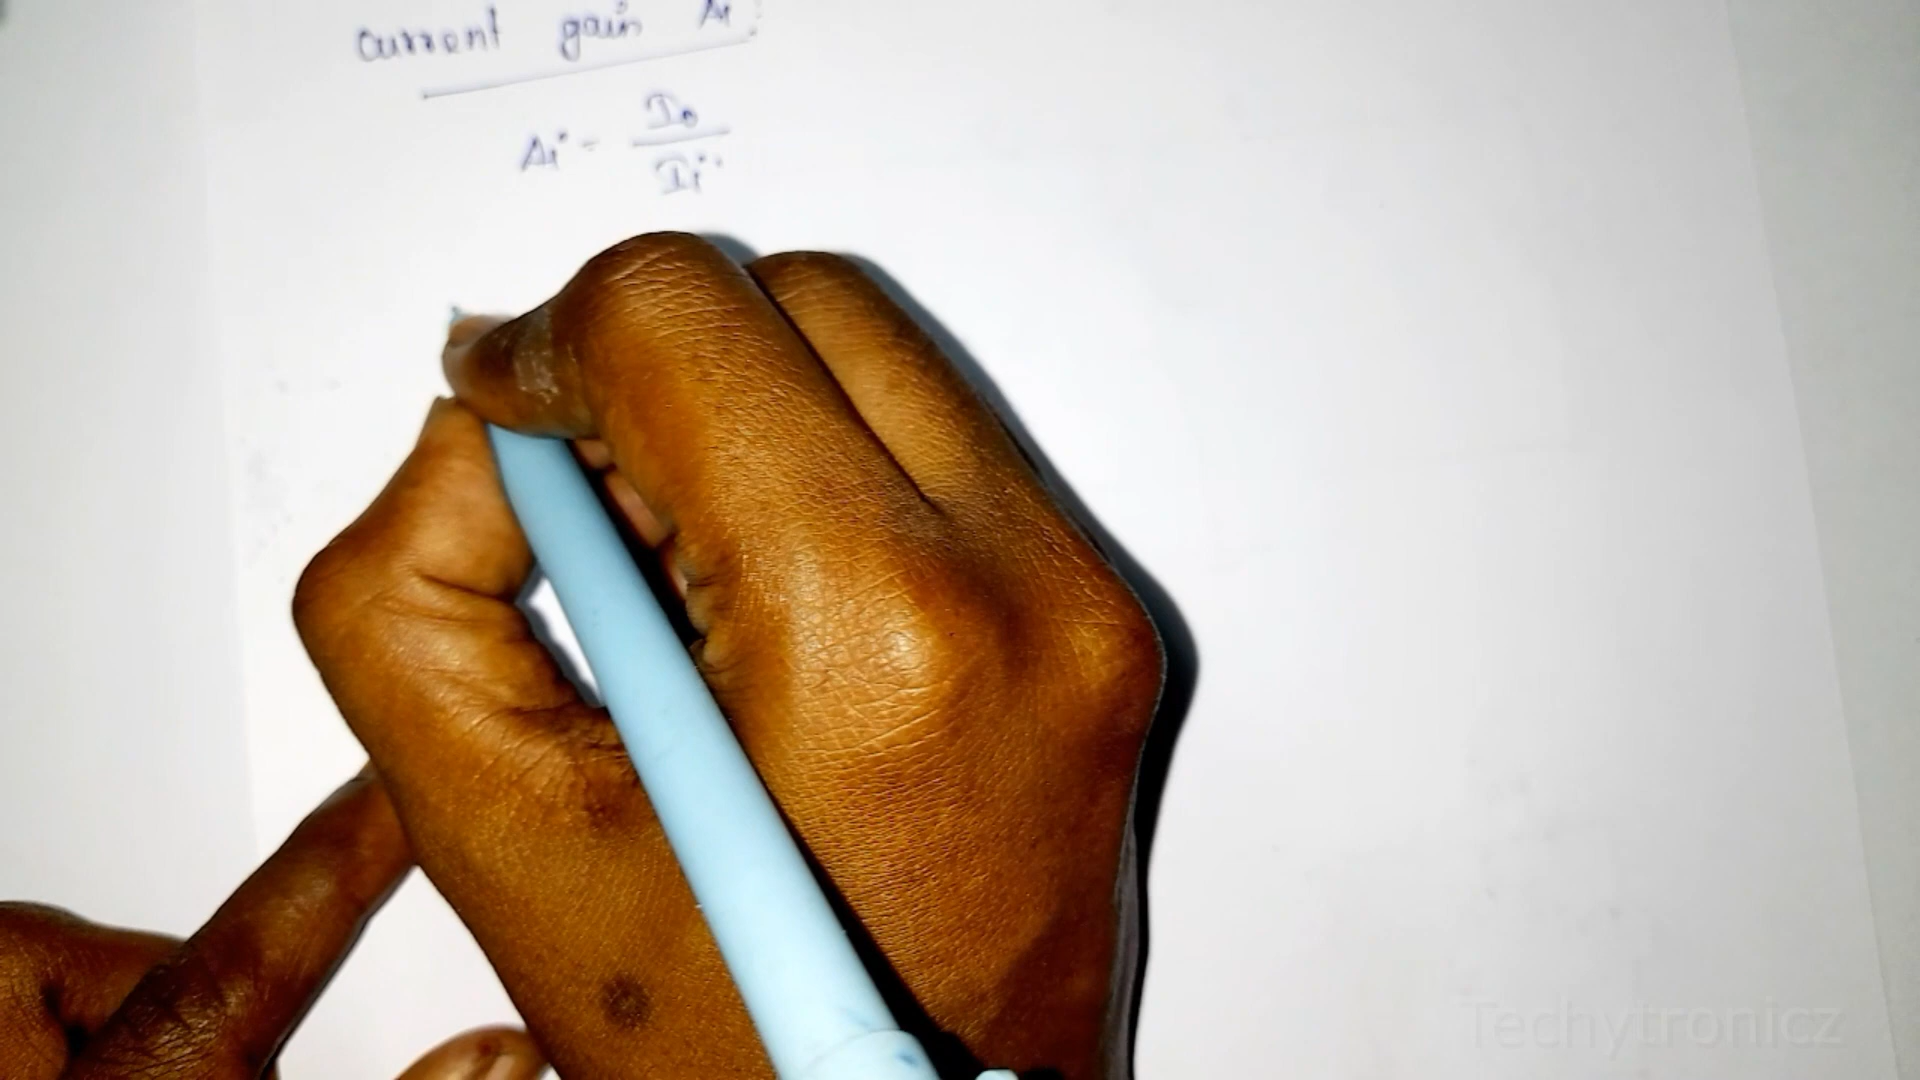 current gain Ai :
Ai = Io / Ii
Techytronicz